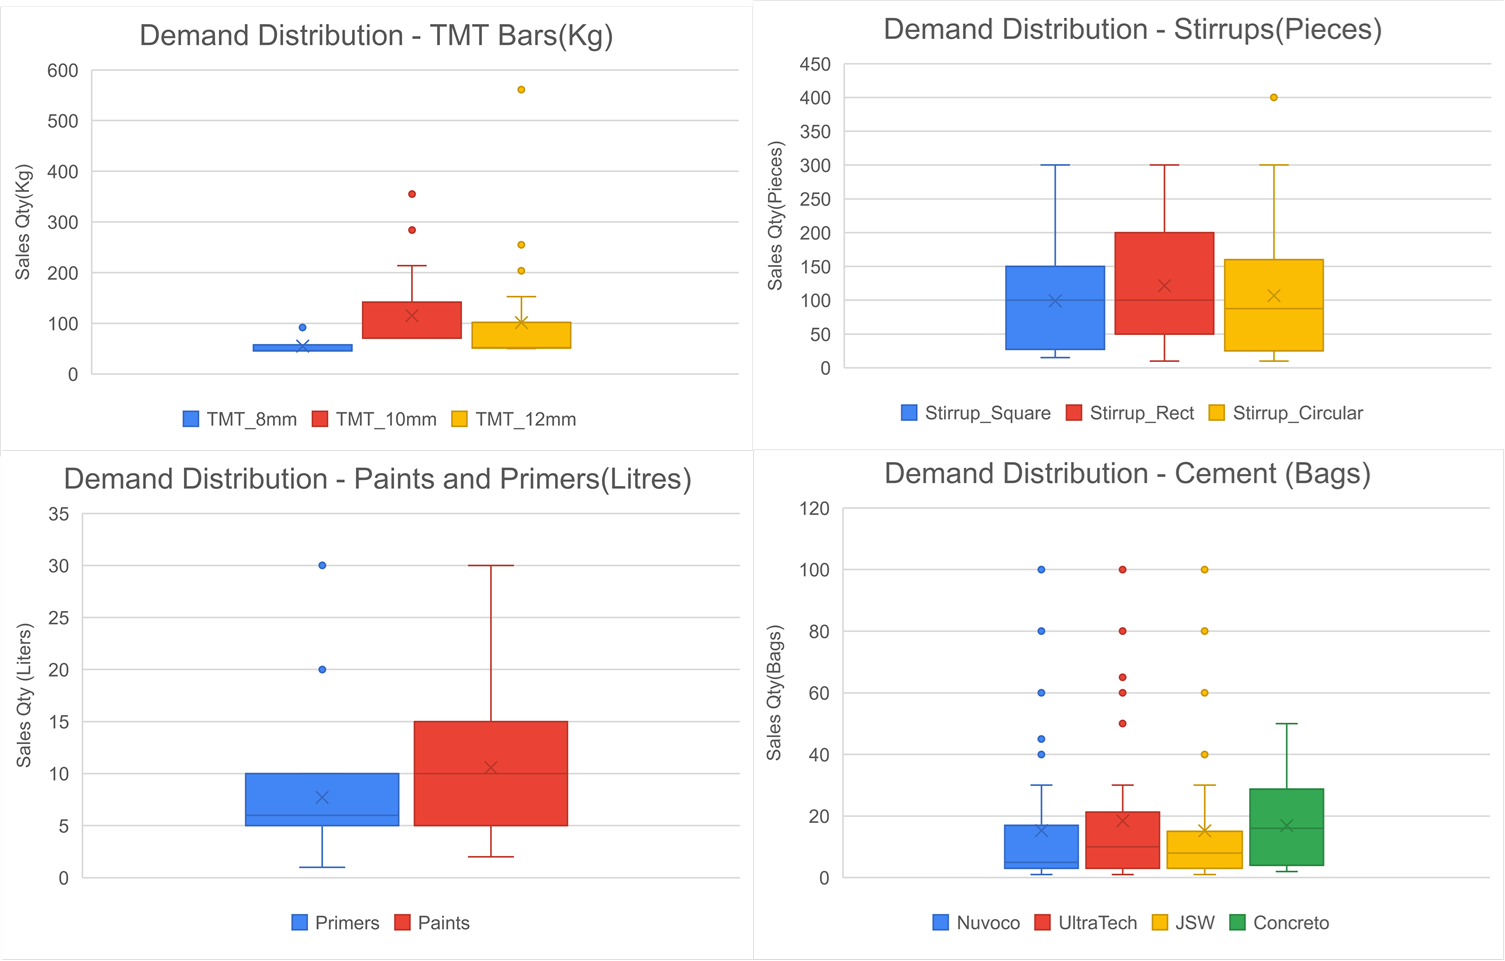 Demand Distribution - TMT Bars(Kg)
600
500
400
300
200
100
0
Sales Qty(Kg)
TMT_8mm TMT_10mm TMT_12mm
Demand Distribution - Stirrups(Pieces)
450
400
350
300
250
200
150
100
50
0
Sales Qty(Pieces)
Stirrup_Square Stirrup_Rect Stirrup_Circular
Demand Distribution - Paints and Primers(Litres)
35
30
25
20
15
10
5
0
Sales Qty (Liters)
Primers Paints
Demand Distribution - Cement (Bags)
120
100
80
60
40
20
0
Sales Qty(Bags)
Nuvoco UltraTech JSW Concreto